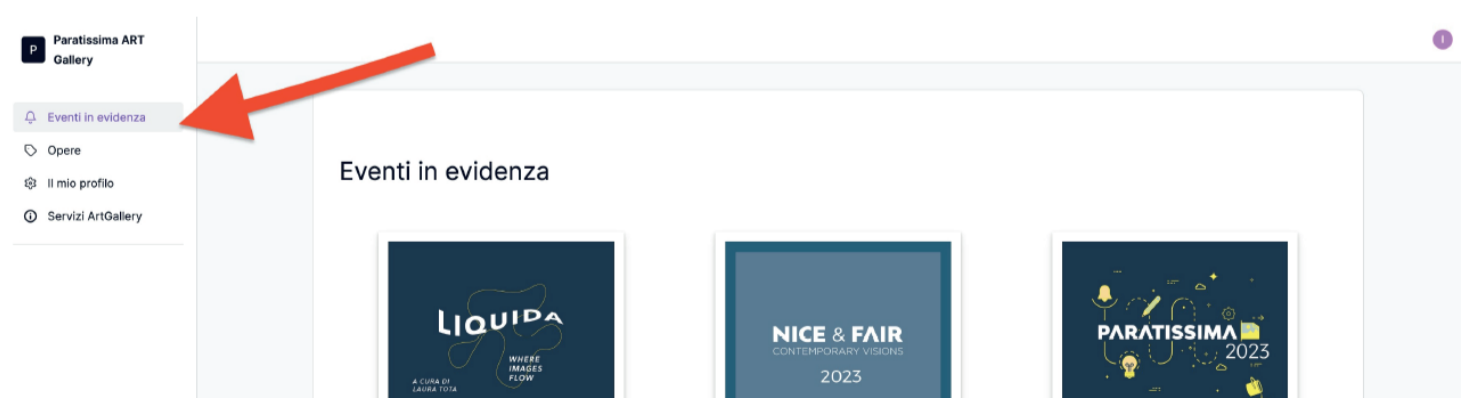 P
Paratissima ART
Gallery
I
Eventi in evidenza
Opere
Il mio profilo
Servizi ArtGallery
Eventi in evidenza
LIQUIDA
WHERE
IMAGES
FLOW
A CURA DI
LAURA TOTA
NICE & FAIR
CONTEMPORARY VISIONS
2023
PARATISSIMA
2023